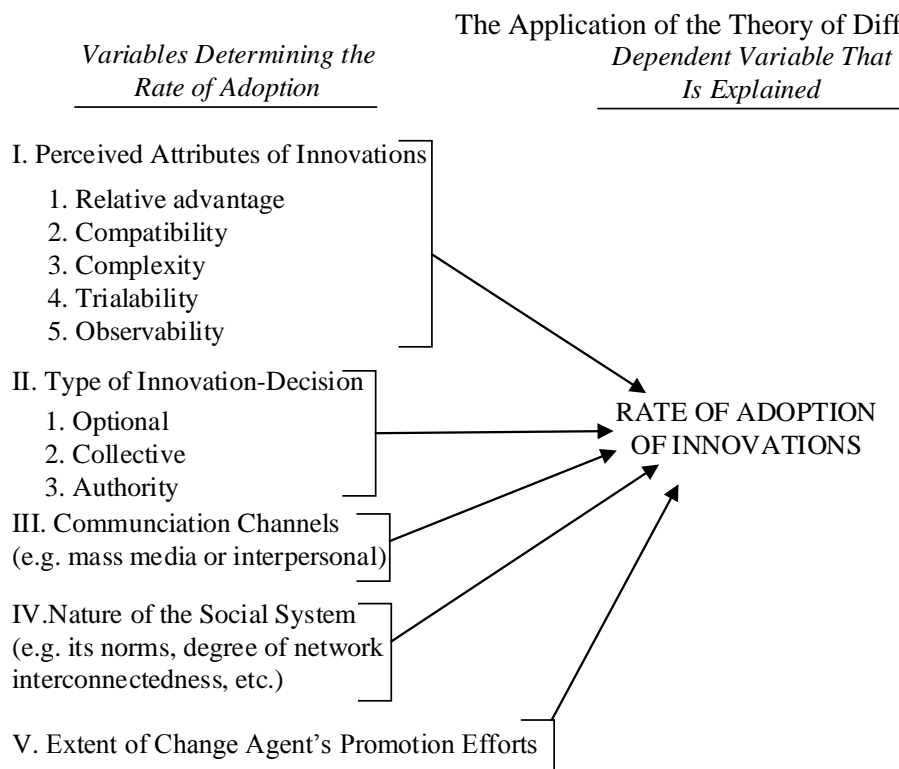 The Application of the Theory of Diff
Variables Determining the
Rate of Adoption
Dependent Variable That
Is Explained
I. Perceived Attributes of Innovations
1. Relative advantage
2. Compatibility
3. Complexity
4. Trialability
5. Observability
II. Type of Innovation-Decision
1. Optional
2. Collective
3. Authority
RATE OF ADOPTION
OF INNOVATIONS
III. Communciation Channels
(e.g. mass media or interpersonal)
IV.Nature of the Social System
(e.g. its norms, degree of network
interconnectedness, etc.)
V. Extent of Change Agent’s Promotion Efforts